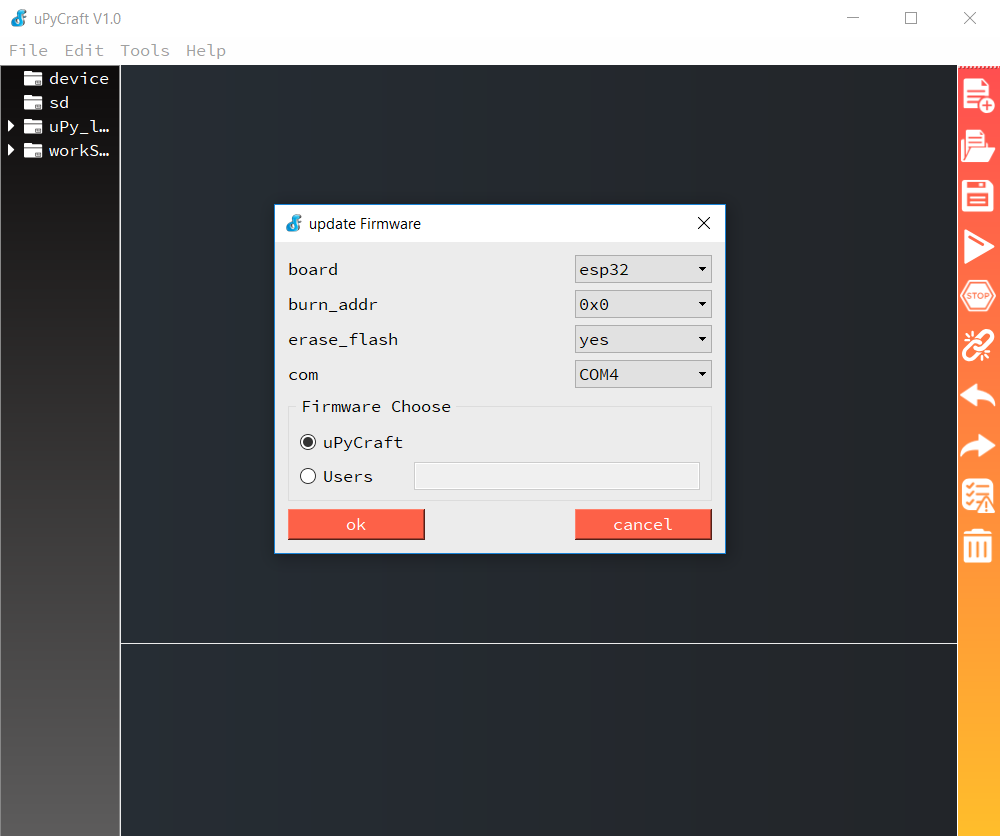 uPyCraft V1.0
File Edit Tools Help
device
sd
uPy_l...
workS...
update Firmware
board esp32
burn_addr 0x0
erase_flash yes
com COM4
Firmware Choose
uPyCraft
Users
ok cancel
STOP